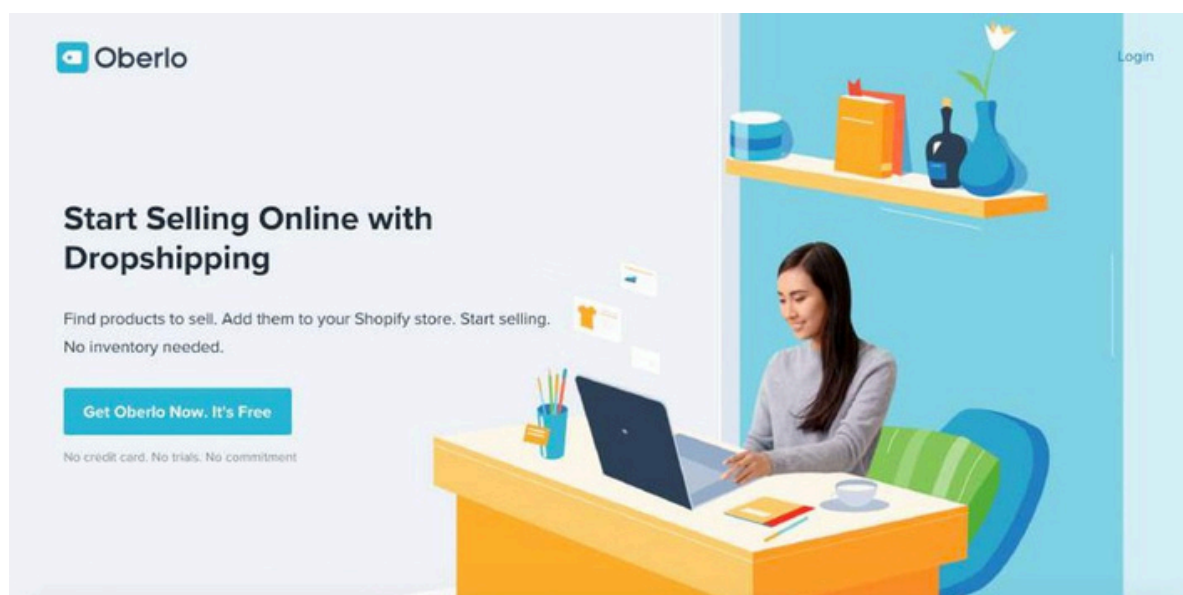 Oberlo
Login
Start Selling Online with
Dropshipping
Find products to sell. Add them to your Shopify store. Start selling.
No inventory needed.
Get Oberlo Now. It's Free
No credit card. No trials. No commitment